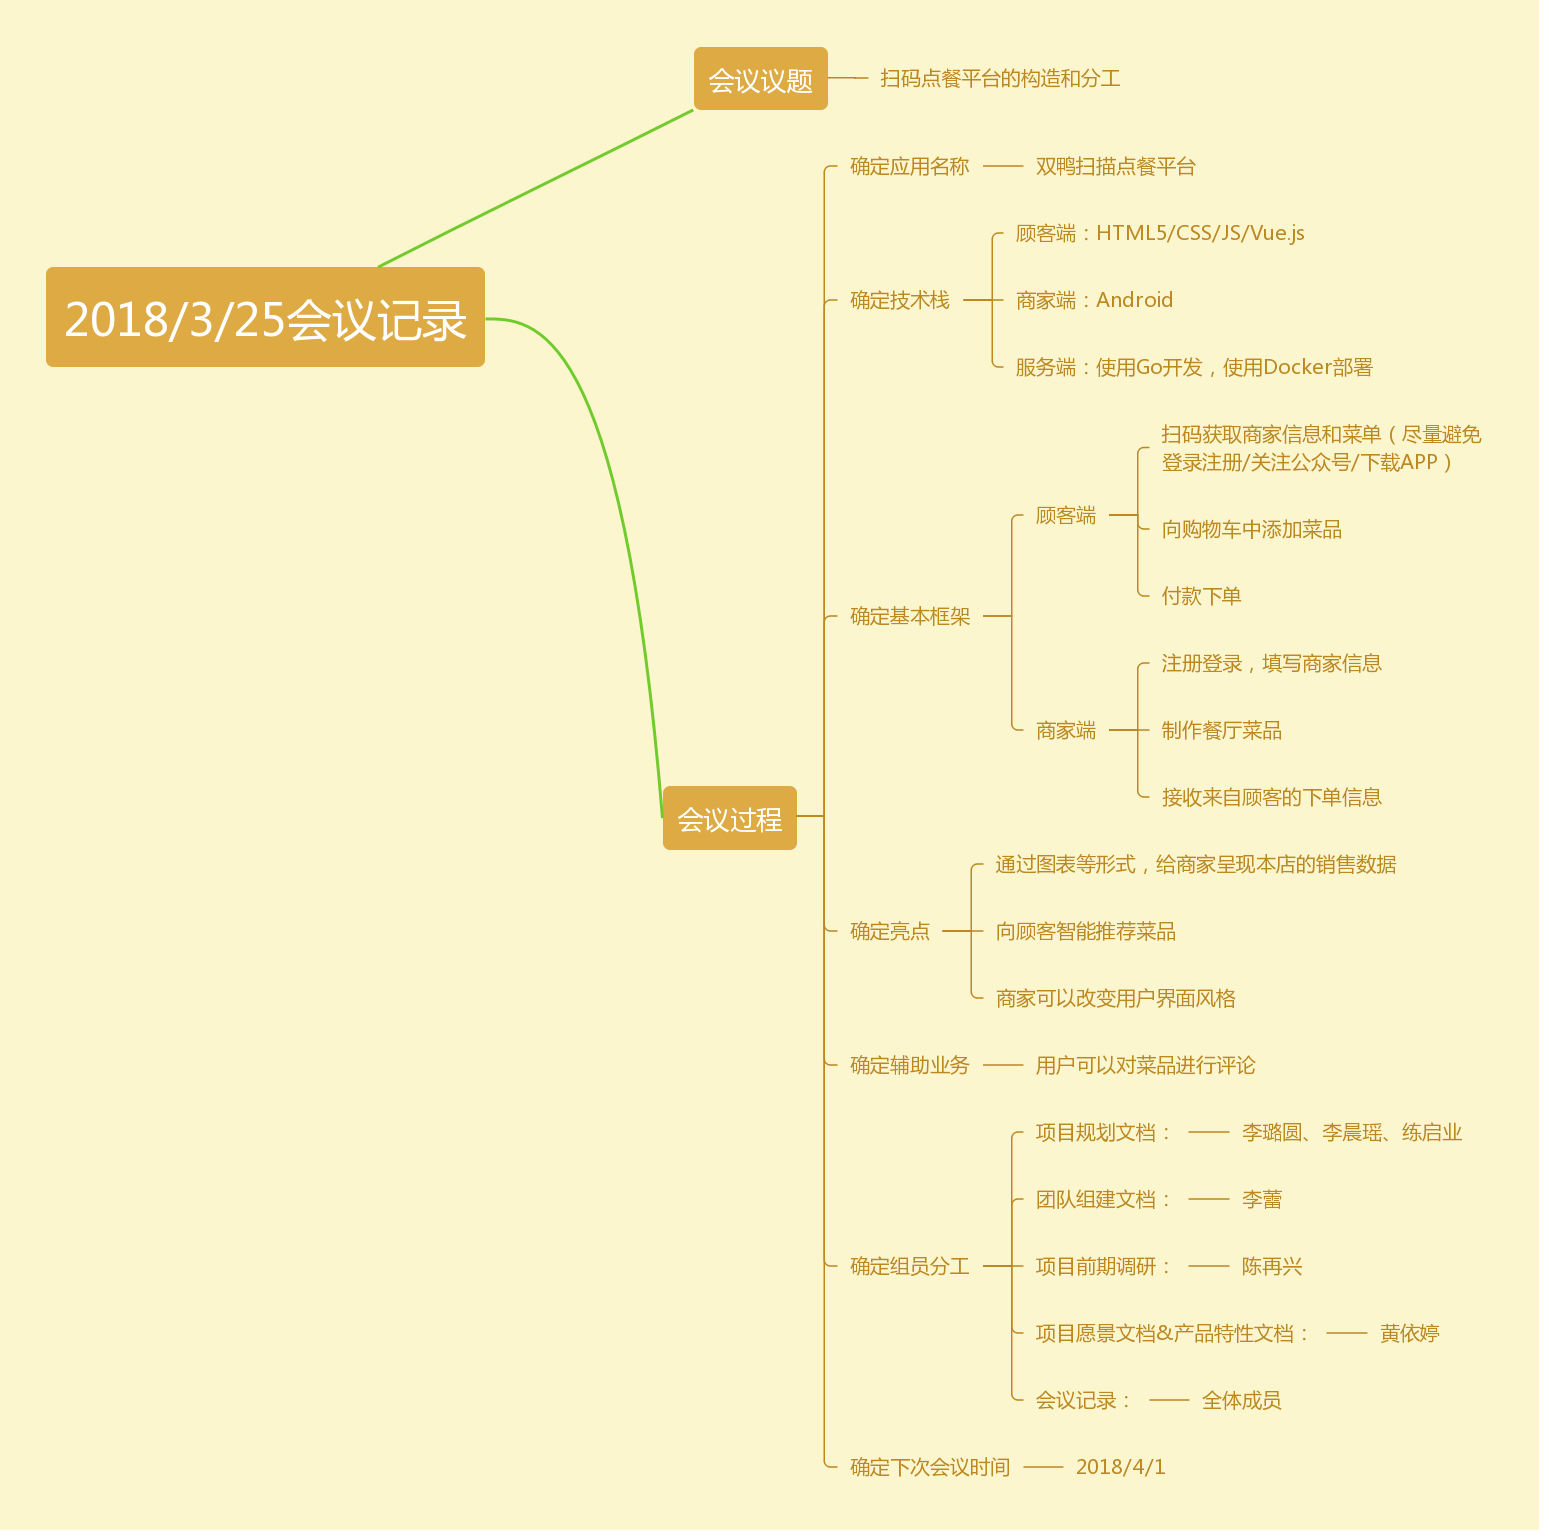 2018/3/25会议记录
会议议题
扫码点餐平台的构造和分工
会议过程
确定应用名称
双鸭扫描点餐平台
确定技术栈
顾客端：HTML5/CSS/JS/Vue.js
商家端：Android
服务端：使用Go开发，使用Docker部署
确定基本框架
顾客端
扫码获取商家信息和菜单（尽量避免
登录注册/关注公众号/下载APP）
向购物车中添加菜品
付款下单
商家端
注册登录，填写商家信息
制作餐厅菜品
接收来自顾客的下单信息
确定亮点
通过图表等形式，给商家呈现本店的销售数据
向顾客智能推荐菜品
商家可以改变用户界面风格
确定辅助业务
用户可以对菜品进行评论
确定组员分工
项目规划文档：
李璐圆、李晨瑶、练启业
团队组建文档：
李蕾
项目前期调研：
陈再兴
项目愿景文档&产品特性文档：
黄依婷
会议记录：
全体成员
确定下次会议时间
2018/4/1